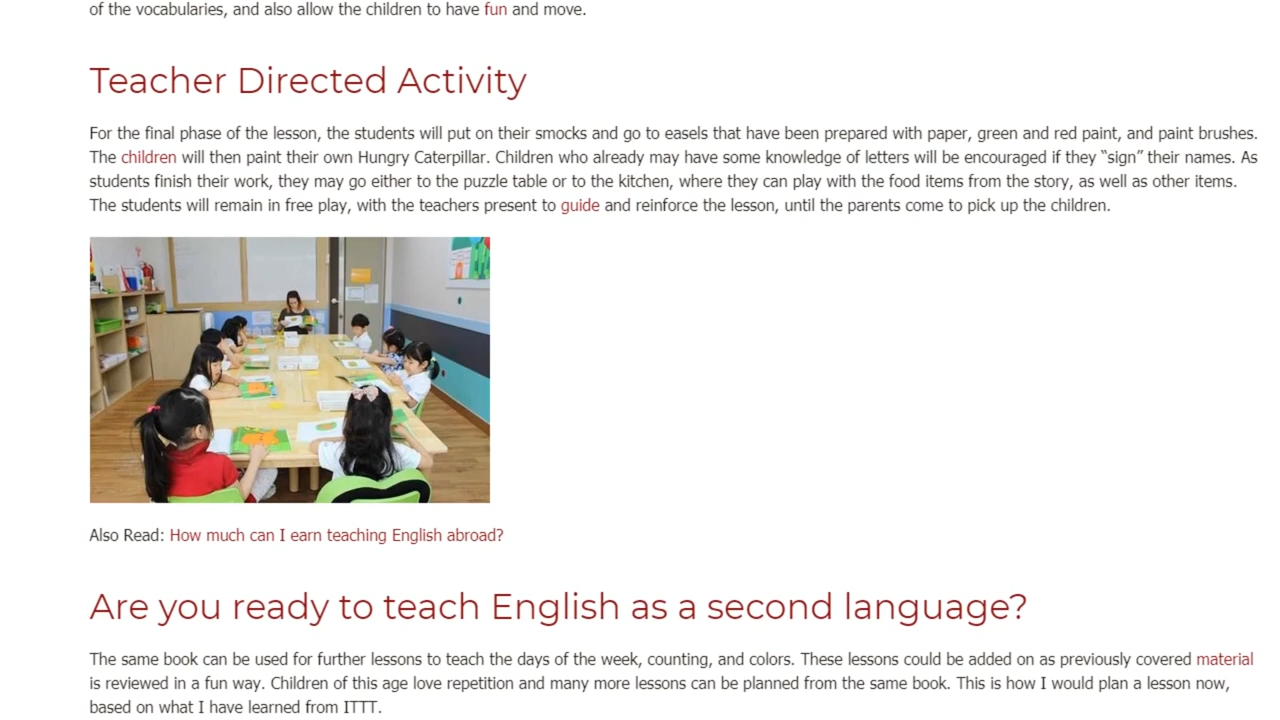 of the vocabularies, and also allow the children to have fun and move.
Teacher Directed Activity
For the final phase of the lesson, the students will put on their smocks and go to easels that have been prepared with paper, green and red paint, and paint brushes.
The children will then paint their own Hungry Caterpillar. Children who already may have some knowledge of letters will be encouraged if they “sign” their names. As
students finish their work, they may go either to the puzzle table or to the kitchen, where they can play with the food items from the story, as well as other items.
The students will remain in free play, with the teachers present to guide and reinforce the lesson, until the parents come to pick up the children.
Also Read: How much can I earn teaching English abroad?
Are you ready to teach English as a second language?
The same book can be used for further lessons to teach the days of the week, counting, and colors. These lessons could be added on as previously covered material
is reviewed in a fun way. Children of this age love repetition and many more lessons can be planned from the same book. This is how I would plan a lesson now,
based on what I have learned from ITTT.